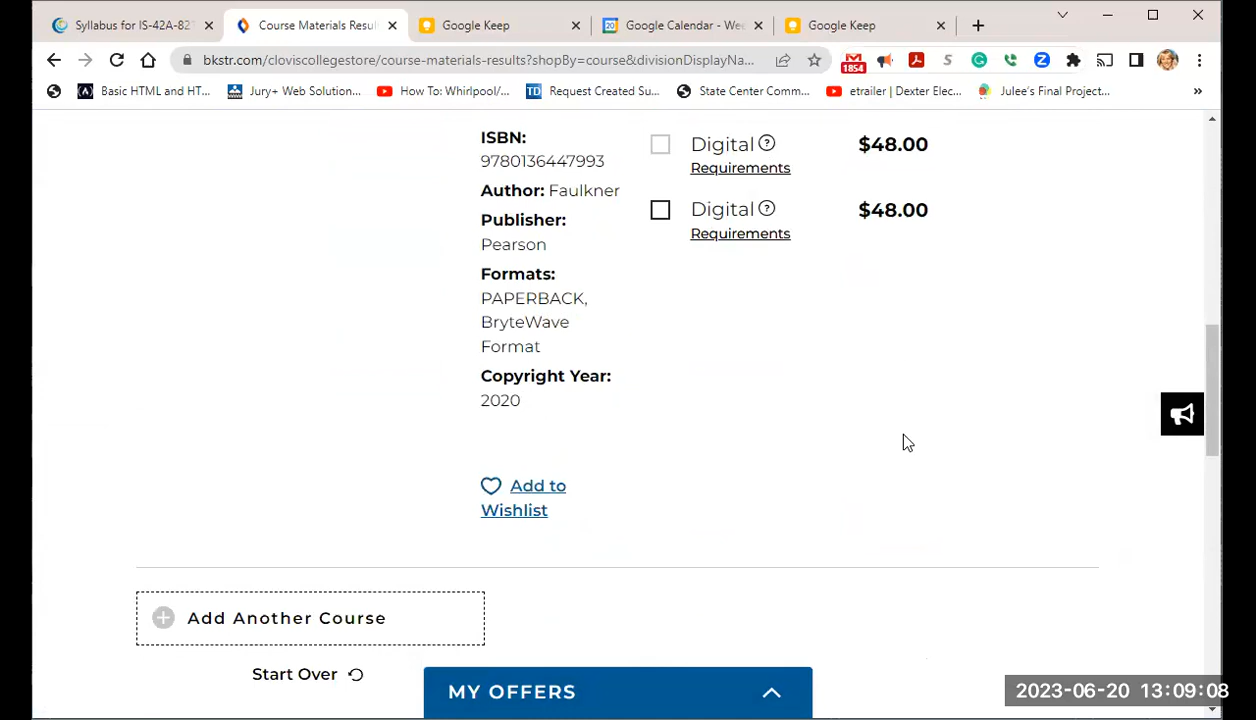 Syllabus for IS-42A-82
Course Materials Resul
Google Keep
Google Calendar - Wee
Google Keep
bkstr.com/cloviscollegestore/course-materials-results?shopBy=course&divisionDisplayNa...
1854
Basic HTML and HT...
Jury+ Web Solution...
How To: Whirlpool/...
TD
Request Created Su...
State Center Comm...
etrailer | Dexter Elec...
Julee's Final Project...
»
ISBN:
9780136447993
Author: Faulkner
Publisher:
Pearson
Formats:
PAPERBACK,
BryteWave
Format
Copyright Year:
2020
Add to
Wishlist
Digital ? $48.00
Requirements
Digital ? $48.00
Requirements
Add Another Course
Start Over
MY OFFERS
2023-06-20 13:09:08